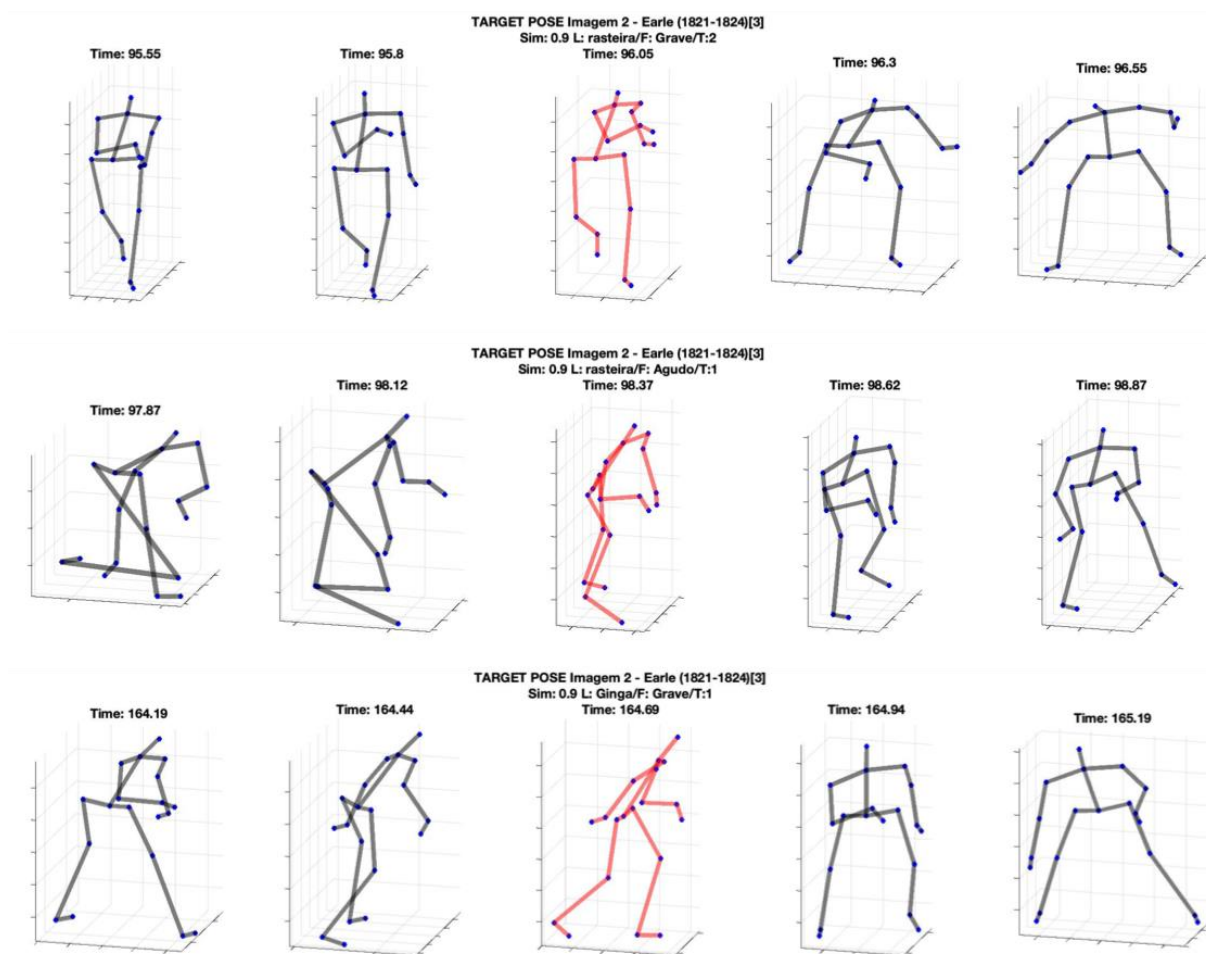 TARGET POSE Imagem 2 - Earle (1821-1824)[3]
Sim: 0.9 L: rasteira/F: Grave/T:2
Time: 95.55
Time: 95.8
Time: 96.05
Time: 96.3
Time: 96.55
TARGET POSE Imagem 2 - Earle (1821-1824)[3]
Sim: 0.9 L: rasteira/F: Agudo/T:1
Time: 97.87
Time: 98.12
Time: 98.37
Time: 98.62
Time: 98.87
TARGET POSE Imagem 2 - Earle (1821-1824)[3]
Sim: 0.9 L: Ginga/F: Grave/T:1
Time: 164.19
Time: 164.44
Time: 164.69
Time: 164.94
Time: 165.19